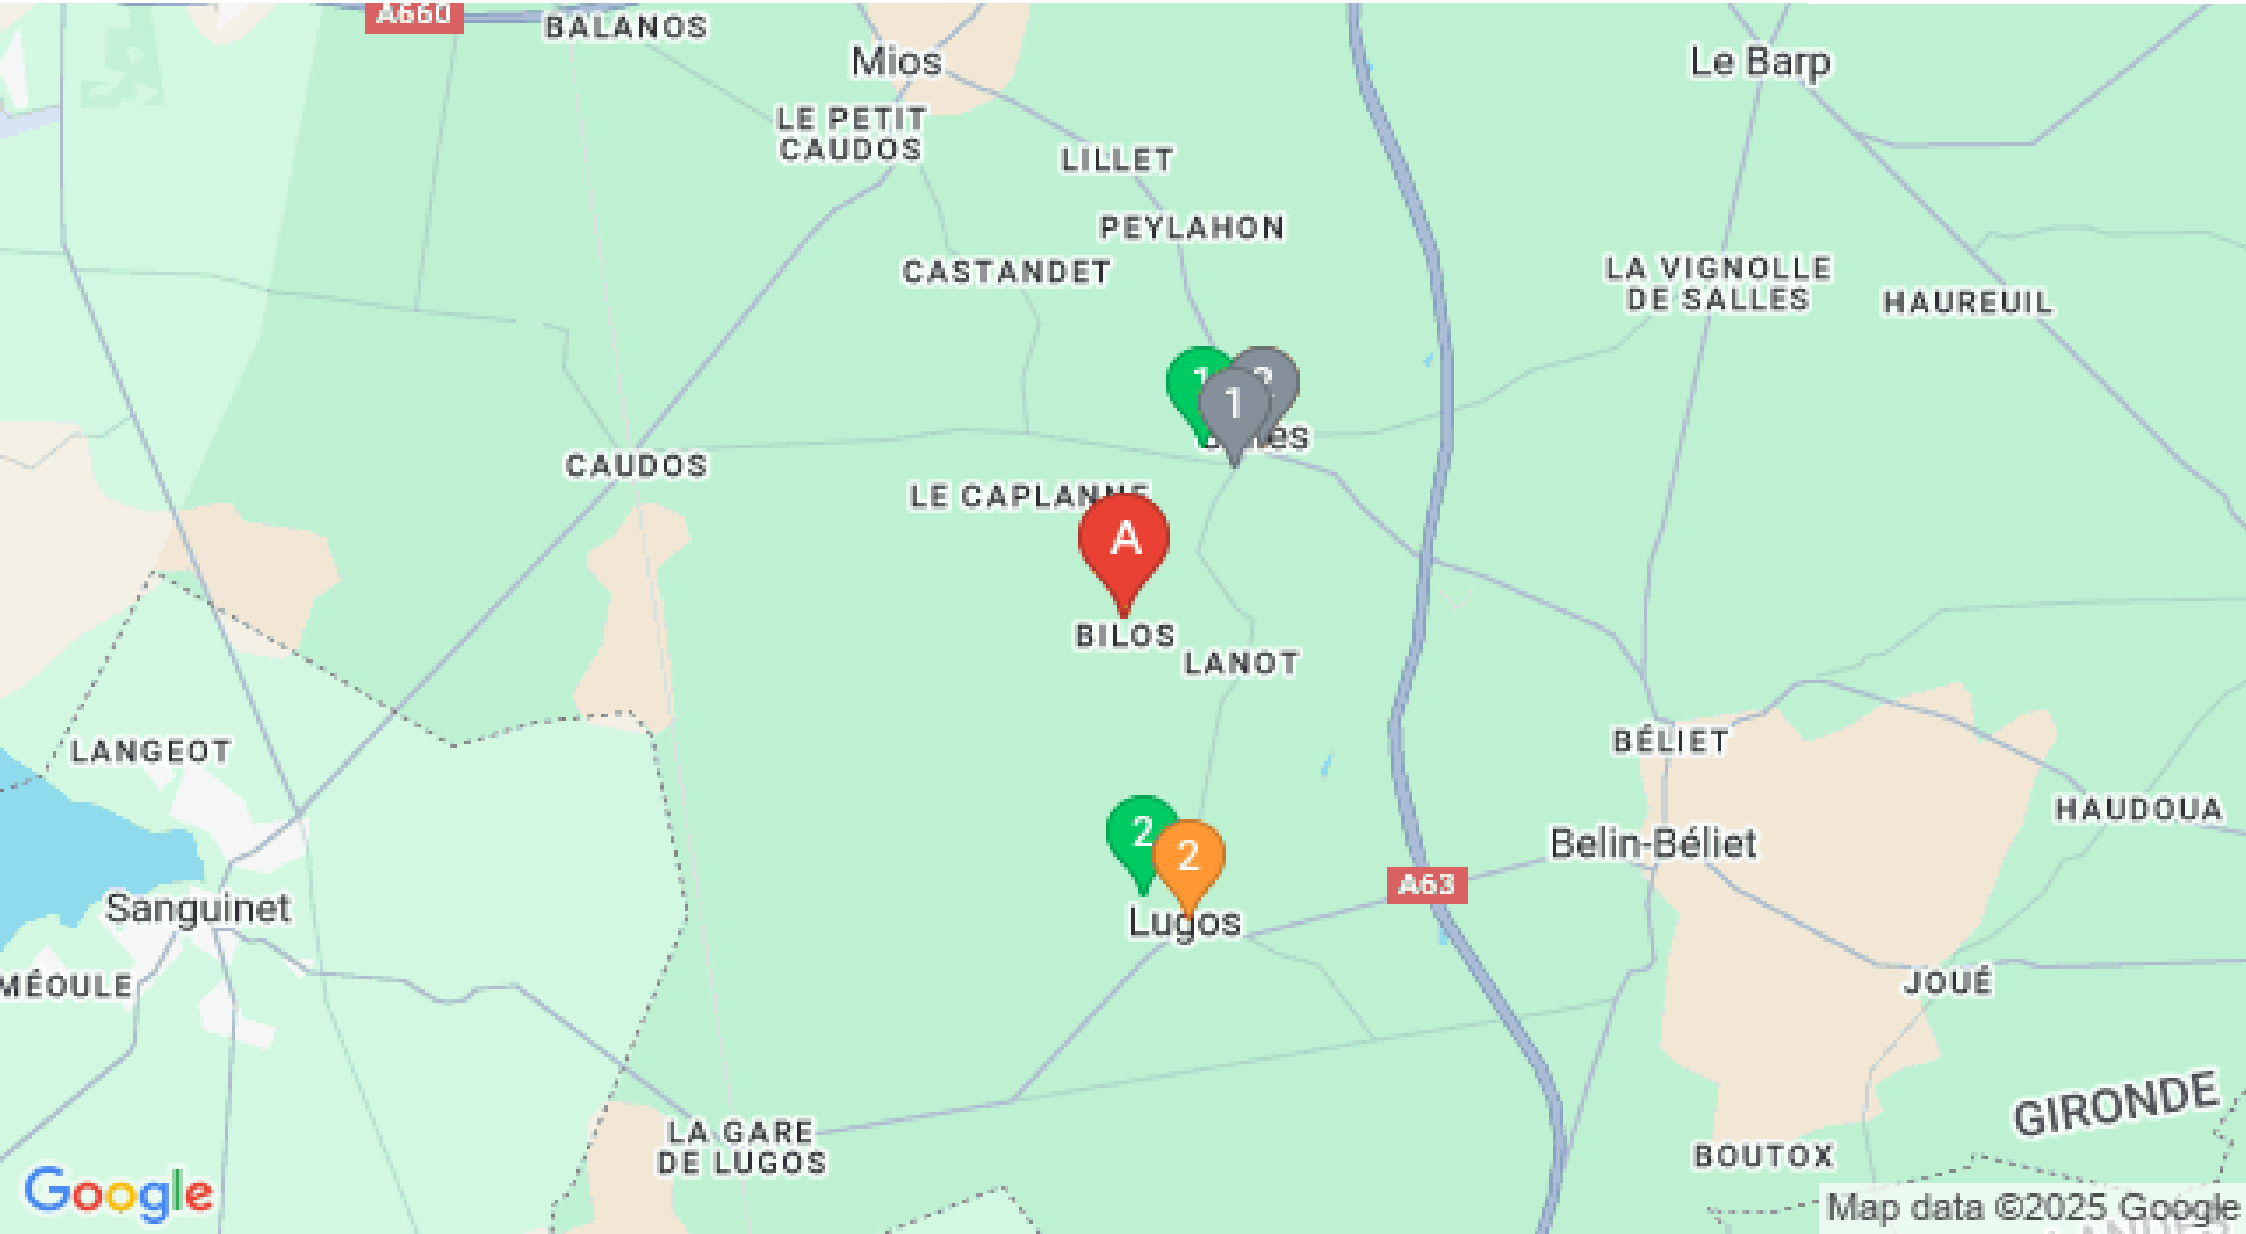 A660
BALANOS
Mios
Le Barp
LE PETIT
CAUDOS
LILLET
PEYLAHON
CASTANDET
LA VIGNOLLE
DE SALLES
HAUREUIL
1
1
CAUDOS
LE CAPLANNE
A
BILOS
LANOT
LANGEOT
BÉLIET
2
2
HAUDOUA
Belin-Béliet
A63
Sanguinet
Lugos
MÉOULE
JOUÉ
GIRONDE
LA GARE
DE LUGOS
BOUTOX
Google
Map data ©2025 Google